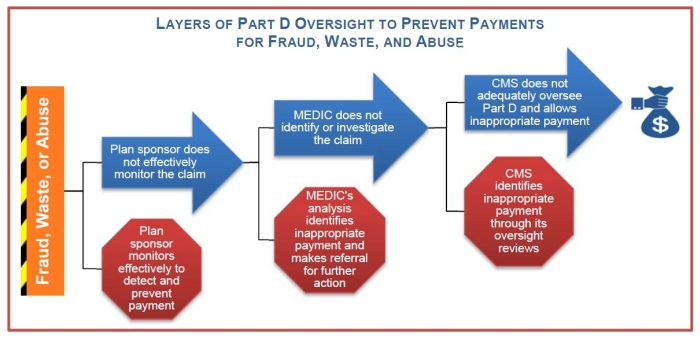 LAYERS OF PART D OVERSIGHT TO PREVENT PAYMENTS
FOR FRAUD, WASTE, AND ABUSE
Fraud, Waste, or Abuse
Plan sponsor does
not effectively
monitor the claim
Plan
sponsor
monitors
effectively to
detect and
prevent
payment
MEDIC does not
identify or investigate
the claim
MEDIC's
analysis
identifies
inappropriate
payment and
makes referral
for further
action
CMS does not
adequately oversee
Part D and allows
inappropriate payment
CMS
identifies
inappropriate
payment
through its
oversight
reviews
$